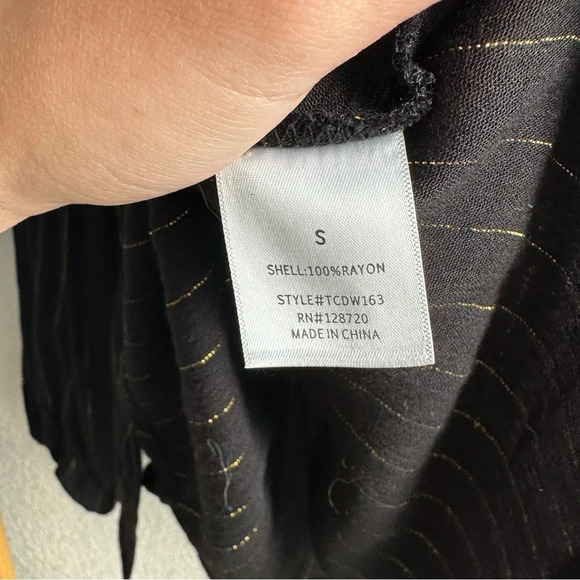 S
SHELL:100%RAYON
STYLE#TCDW163
RN#128720
MADE IN CHINA